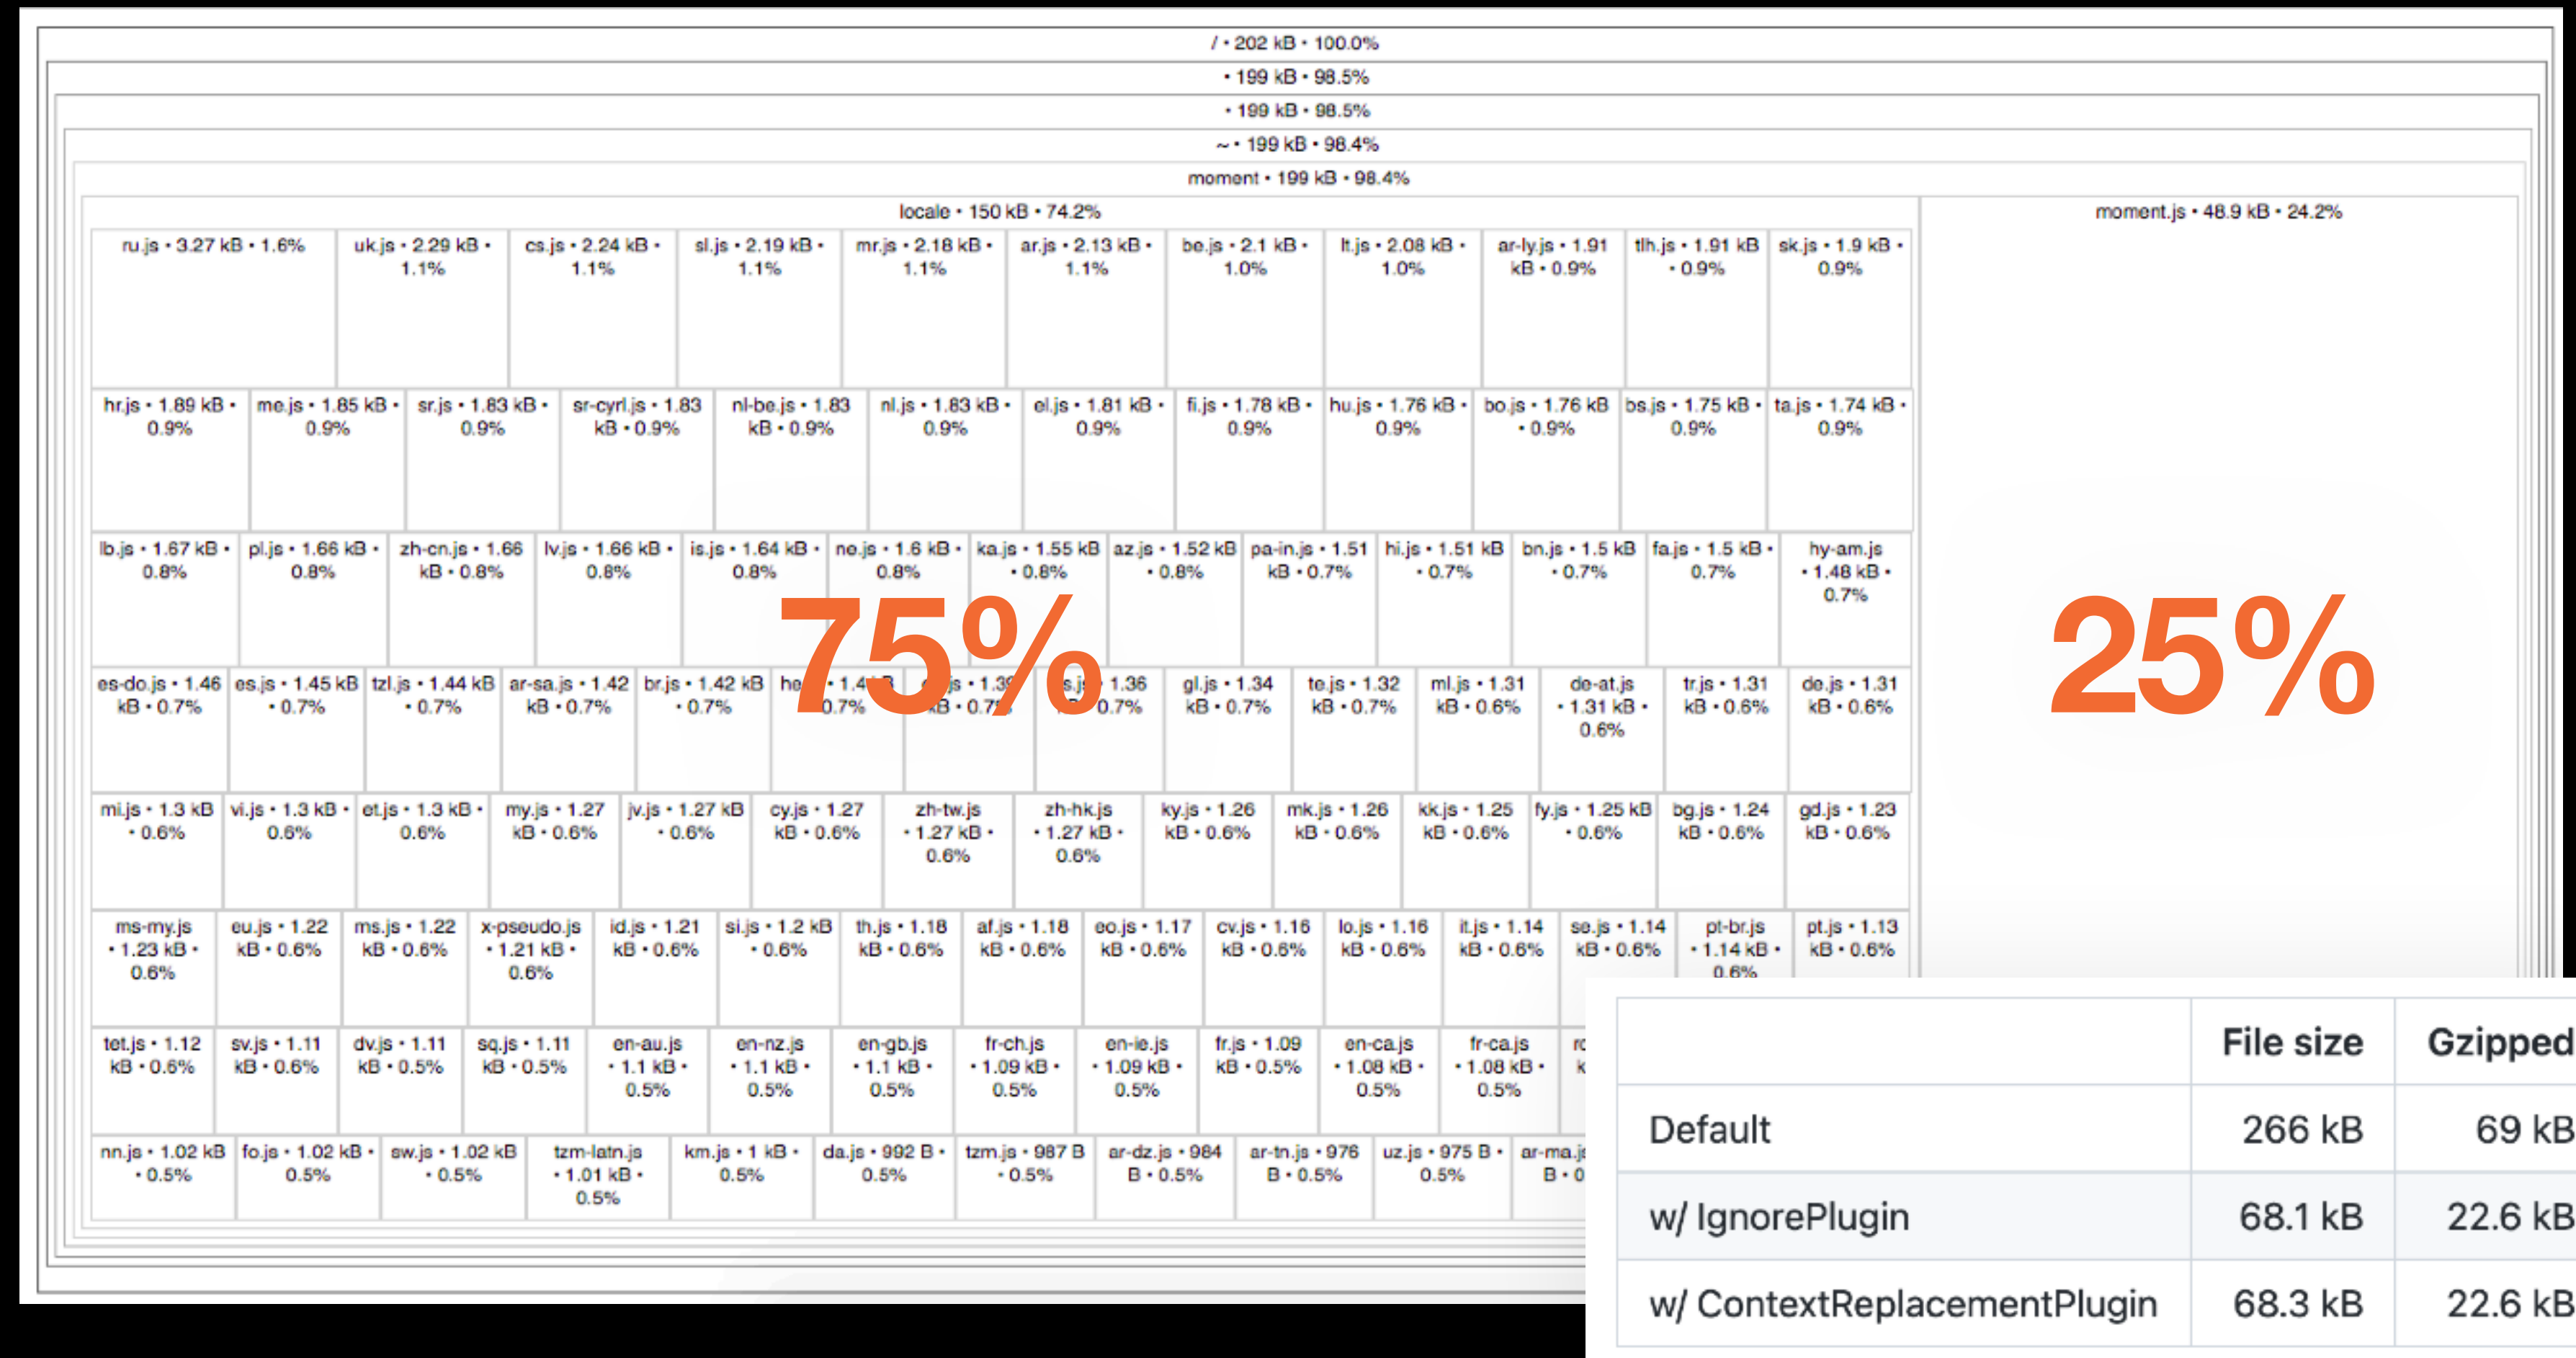 / • 202 kB • 100.0%
• 199 kB • 98.5%
• 199 kB • 98.5%
~ • 199 kB • 98.4%
moment • 199 kB • 98.4%
locale • 150 kB • 74.2%
moment.js • 48.9 kB • 24.2%
ru.js • 3.27 kB • 1.6%
uk.js • 2.29 kB •
1.1%
cs.js • 2.24 kB •
1.1%
sl.js • 2.19 kB •
1.1%
mr.js • 2.18 kB •
1.1%
ar.js • 2.13 kB •
1.1%
be.js • 2.1 kB •
1.0%
lt.js • 2.08 kB •
1.0%
ar-ly.js • 1.91
kB • 0.9%
tlh.js • 1.91 kB
• 0.9%
sk.js • 1.9 kB •
0.9%
hr.js • 1.89 kB •
0.9%
me.js • 1.85 kB •
0.9%
sr.js • 1.83 kB •
0.9%
sr-cyrl.js • 1.83
kB • 0.9%
nl-be.js • 1.83
kB • 0.9%
nl.js • 1.83 kB •
0.9%
el.js • 1.81 kB •
0.9%
fi.js • 1.78 kB •
0.9%
hu.js • 1.76 kB •
0.9%
bo.js • 1.76 kB
• 0.9%
bs.js • 1.75 kB •
0.9%
ta.js • 1.74 kB •
0.9%
lb.js • 1.67 kB •
0.8%
pl.js • 1.66 kB •
0.8%
zh-cn.js • 1.66
kB • 0.8%
lv.js • 1.66 kB •
0.8%
is.js • 1.64 kB •
0.8%
ne.js • 1.6 kB •
0.8%
ka.js • 1.55 kB
• 0.8%
az.js • 1.52 kB
• 0.8%
pa-in.js • 1.51
kB • 0.7%
hi.js • 1.51 kB
• 0.7%
bn.js • 1.5 kB
• 0.7%
fa.js • 1.5 kB •
0.7%
hy-am.js
• 1.48 kB •
0.7%
75%
25%
es-do.js • 1.46
kB • 0.7%
es.js • 1.45 kB
• 0.7%
tzl.js • 1.44 kB
• 0.7%
ar-sa.js • 1.42
kB • 0.7%
br.js • 1.42 kB
• 0.7%
0.7%
kB • 0.7%
1.36
0.7%
gl.js • 1.34
kB • 0.7%
te.js • 1.32
kB • 0.7%
ml.js • 1.31
kB • 0.6%
de-at.js
• 1.31 kB •
0.6%
tr.js • 1.31
kB • 0.6%
de.js • 1.31
kB • 0.6%
mi.js • 1.3 kB
• 0.6%
vi.js • 1.3 kB •
0.6%
et.js • 1.3 kB •
0.6%
my.js • 1.27
kB • 0.6%
jv.js • 1.27 kB
• 0.6%
cy.js • 1.27
kB • 0.6%
zh-tw.js
• 1.27 kB •
0.6%
zh-hk.js
• 1.27 kB •
0.6%
ky.js • 1.26
kB • 0.6%
mk.js • 1.26
kB • 0.6%
kk.js • 1.25
kB • 0.6%
fy.js • 1.25 kB
• 0.6%
bg.js • 1.24
kB • 0.6%
gd.js • 1.23
kB • 0.6%
ms-my.js
• 1.23 kB •
0.6%
eu.js • 1.22
kB • 0.6%
ms.js • 1.22
kB • 0.6%
x-pseudo.js
• 1.21 kB •
0.6%
id.js • 1.21
kB • 0.6%
si.js • 1.2 kB
• 0.6%
th.js • 1.18
kB • 0.6%
af.js • 1.18
kB • 0.6%
eo.js • 1.17
kB • 0.6%
cv.js • 1.16
kB • 0.6%
lo.js • 1.16
kB • 0.6%
it.js • 1.14
kB • 0.6%
se.js • 1.14
kB • 0.6%
pt-br.js
• 1.14 kB •
0.6%
pt.js • 1.13
kB • 0.6%
tet.js • 1.12
kB • 0.6%
sv.js • 1.11
kB • 0.6%
dv.js • 1.11
kB • 0.5%
sq.js • 1.11
kB • 0.5%
en-au.js
• 1.1 kB •
0.5%
en-nz.js
• 1.1 kB •
0.5%
en-gb.js
• 1.1 kB •
0.5%
fr-ch.js
• 1.09 kB •
0.5%
en-ie.js
• 1.09 kB •
0.5%
fr.js • 1.09
kB • 0.5%
en-ca.js
• 1.08 kB •
0.5%
fr-ca.js
• 1.08 kB •
0.5%
nn.js • 1.02 kB
• 0.5%
fo.js • 1.02 kB •
0.5%
sw.js • 1.02 kB
• 0.5%
tzm-latn.js
• 1.01 kB •
0.5%
km.js • 1 kB •
0.5%
da.js • 992 B •
0.5%
tzm.js • 987 B
• 0.5%
ar-dz.js • 984
B • 0.5%
ar-tn.js • 976
B • 0.5%
uz.js • 975 B •
0.5%
ar-ma.js
B • 0
File size Gzipped
Default 266 kB 69 kB
w/ IgnorePlugin 68.1 kB 22.6 kB
w/ ContextReplacementPlugin 68.3 kB 22.6 kB